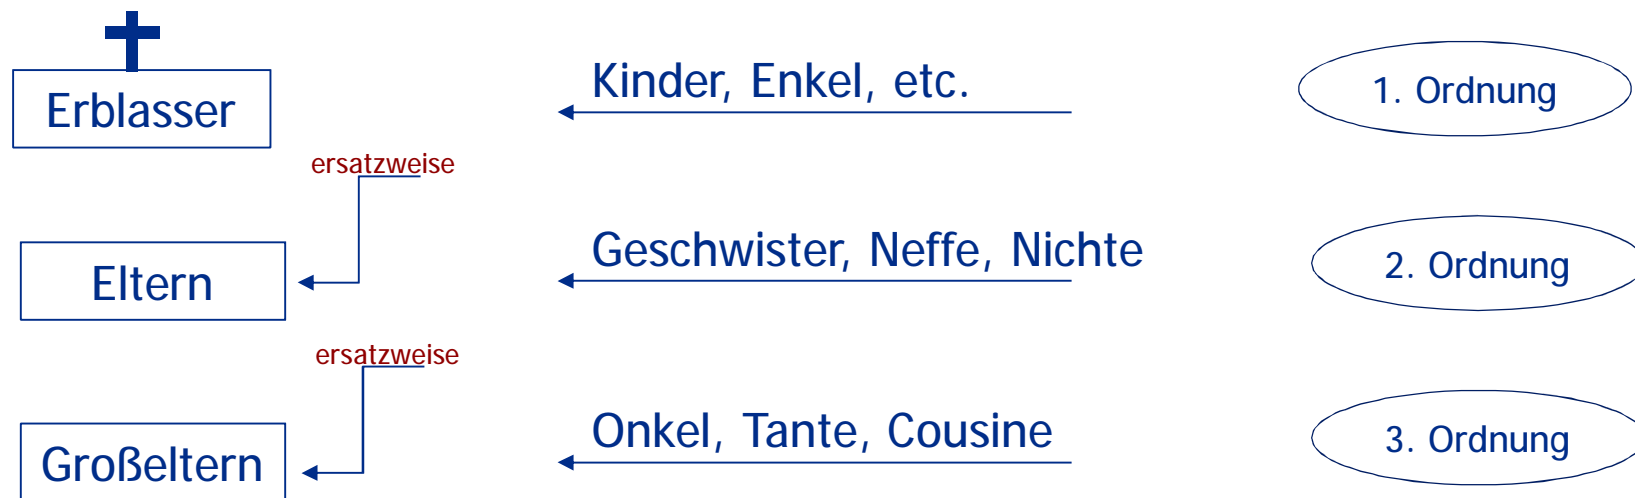 Kinder, Enkel, etc.
1. Ordnung
Erblasser
ersatzweise
Geschwister, Neffe, Nichte
2. Ordnung
Eltern
ersatzweise
Onkel, Tante, Cousine
3. Ordnung
Großeltern